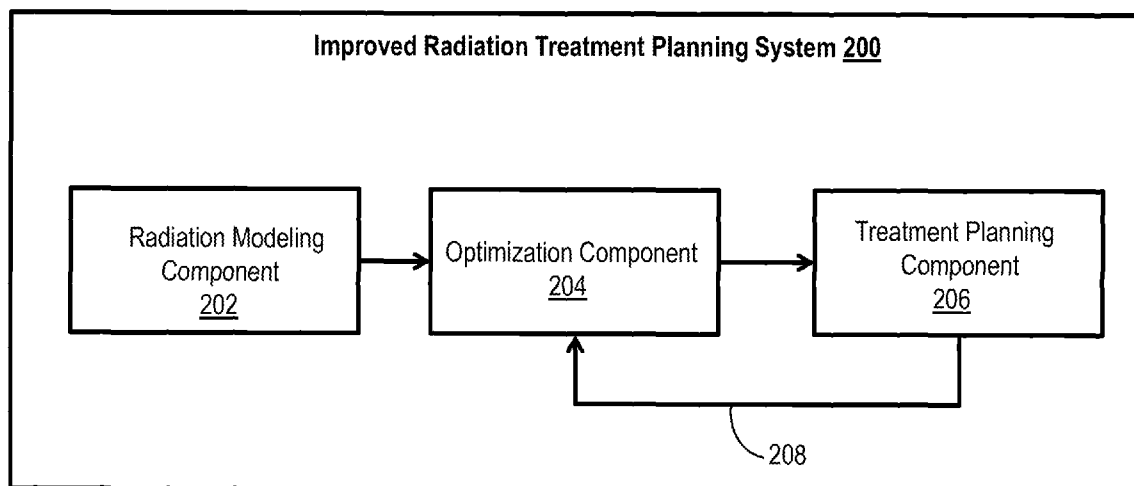 Improved Radiation Treatment Planning System 200
Radiation Modeling
Component
202
Optimization Component
204
Treatment Planning
Component
206
208